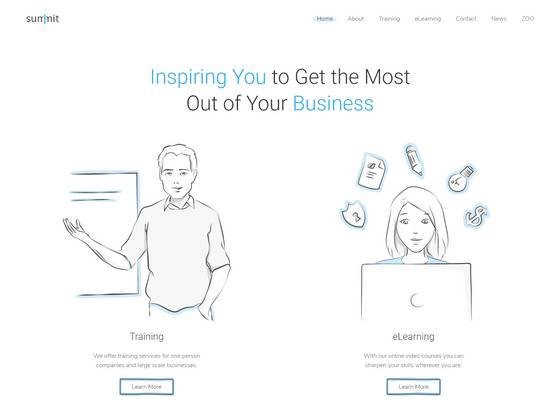 summit
Home About Training eLearning Contact News ZOO
Inspiring You to Get the Most
Out of Your Business
Training
eLearning
We offer training services for one person
companies and large scale businesses
With our online video courses you can
sharpen your skills wherever you are.
Learn More
Learn More